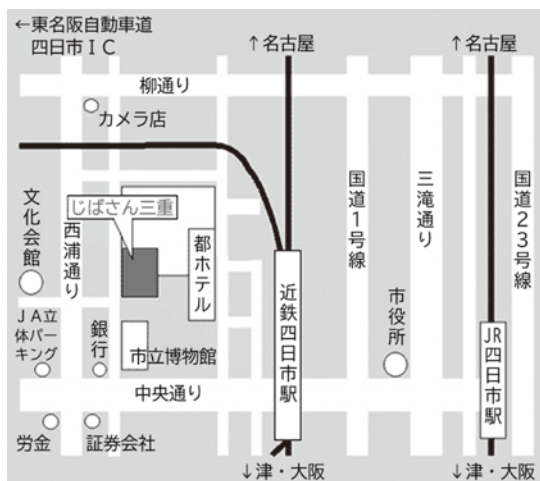 ←東名阪自動車道
四日市IC
↑名古屋
↑名古屋
柳通り
カメラ店
文化会館
西浦通り
じばさん三重
都ホテル
国道1号線
三滝通り
国道23号線
近鉄四日市駅
市役所
JR四日市駅
JA立
体パー
キング
銀行
市立博物館
中央通り
労金
証券会社
↓津・大阪
↓津・大阪